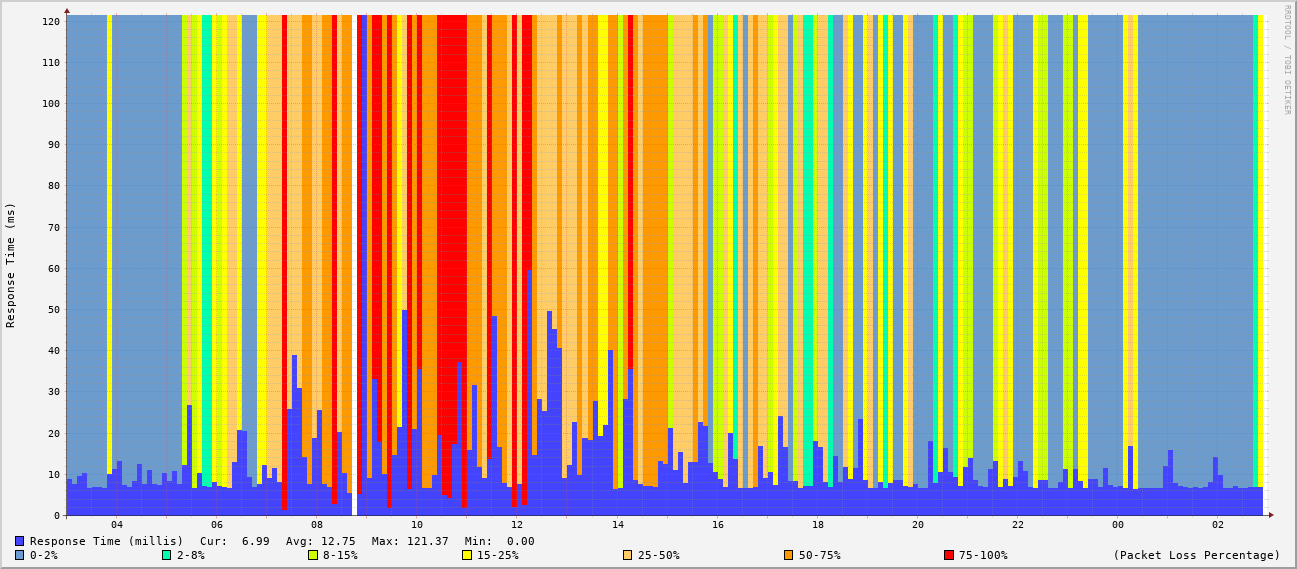 RRDTOOL / TOBI OETIKER
120
110
100
90
80
70
60
50
40
30
20
10
0
Response Time (ms)
04 06 08 10 12 14 16 18 20 22 00 02
Response Time (millis) Cur: 6.99 Avg: 12.75 Max: 121.37 Min: 0.00
0-2% 2-8% 8-15% 15-25% 25-50% 50-75% 75-100% (Packet Loss Percentage)